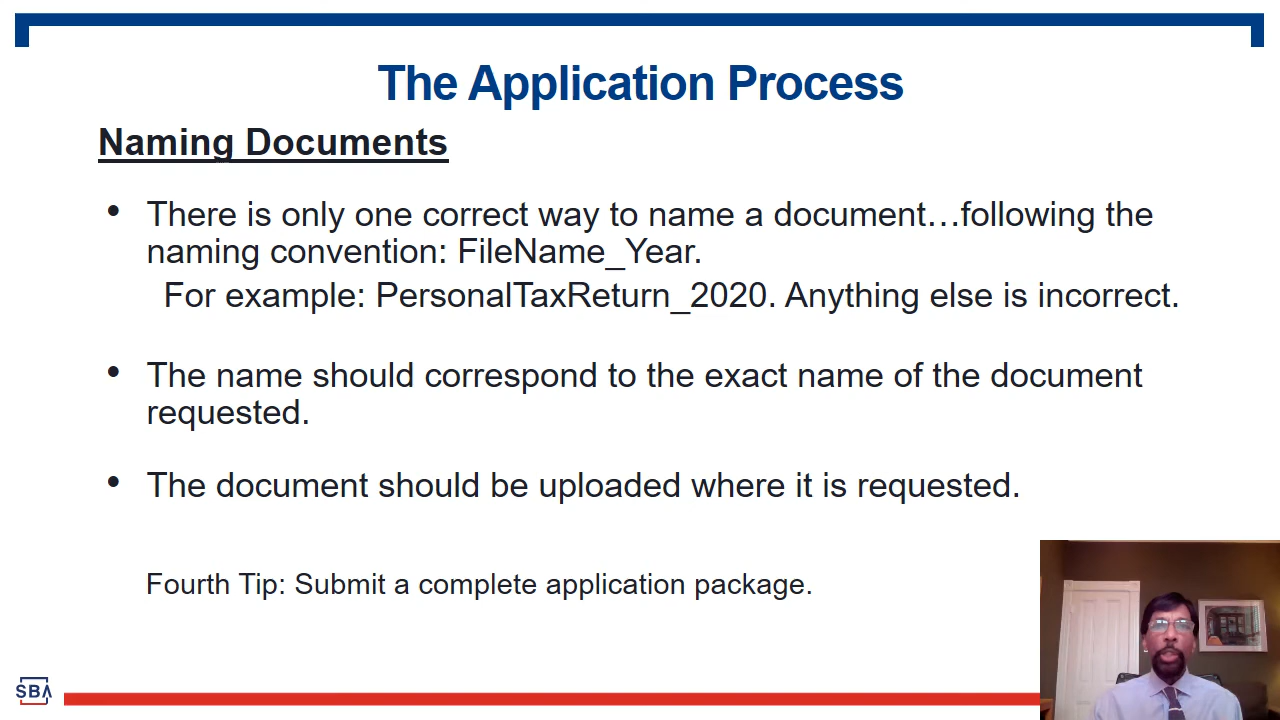 The Application Process
Naming Documents
• There is only one correct way to name a document…following the
naming convention: FileName_Year.
For example: PersonalTaxReturn_2020. Anything else is incorrect.
• The name should correspond to the exact name of the document
requested.
• The document should be uploaded where it is requested.
Fourth Tip: Submit a complete application package.
SBA